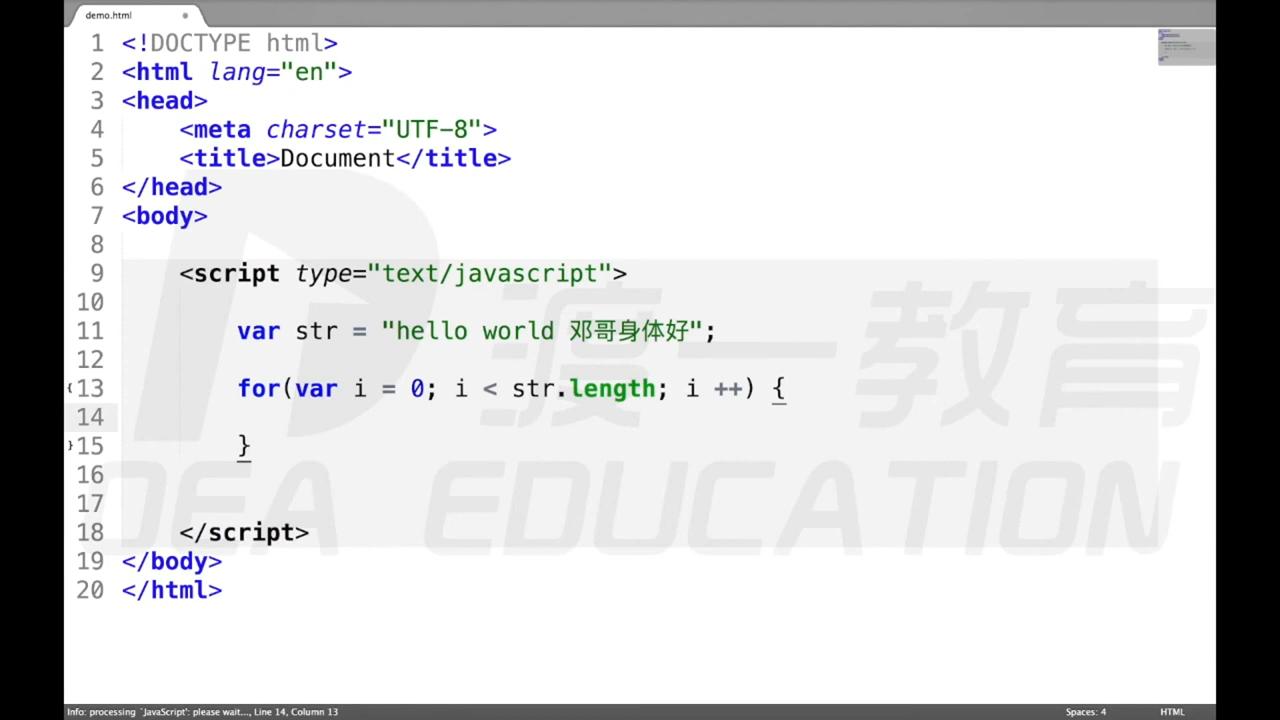 demo.html
1 <!DOCTYPE html>
2 <html lang="en">
3 <head>
4     <meta charset="UTF-8">
5     <title>Document</title>
6 </head>
7 <body>
8
9     <script type="text/javascript">
10
11         var str = "hello world 邓哥身体好";
12
13         for(var i = 0; i < str.length; i ++) {
14
15         }
16
17
18     </script>
19 </body>
20 </html>
渡一教育
DEA EDUCATION
Info: processing `JavaScript': please wait..., Line 14, Column 13
Spaces: 4
HTML